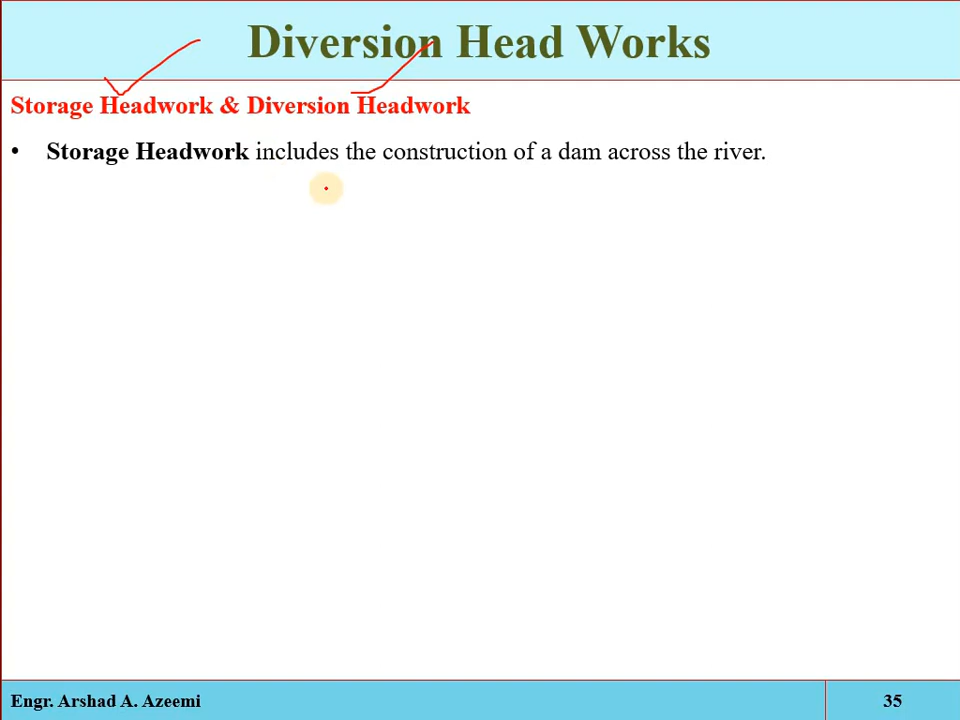 Diversion Head Works
Storage Headwork & Diversion Headwork
• Storage Headwork includes the construction of a dam across the river.
Engr. Arshad A. Azeemi
35